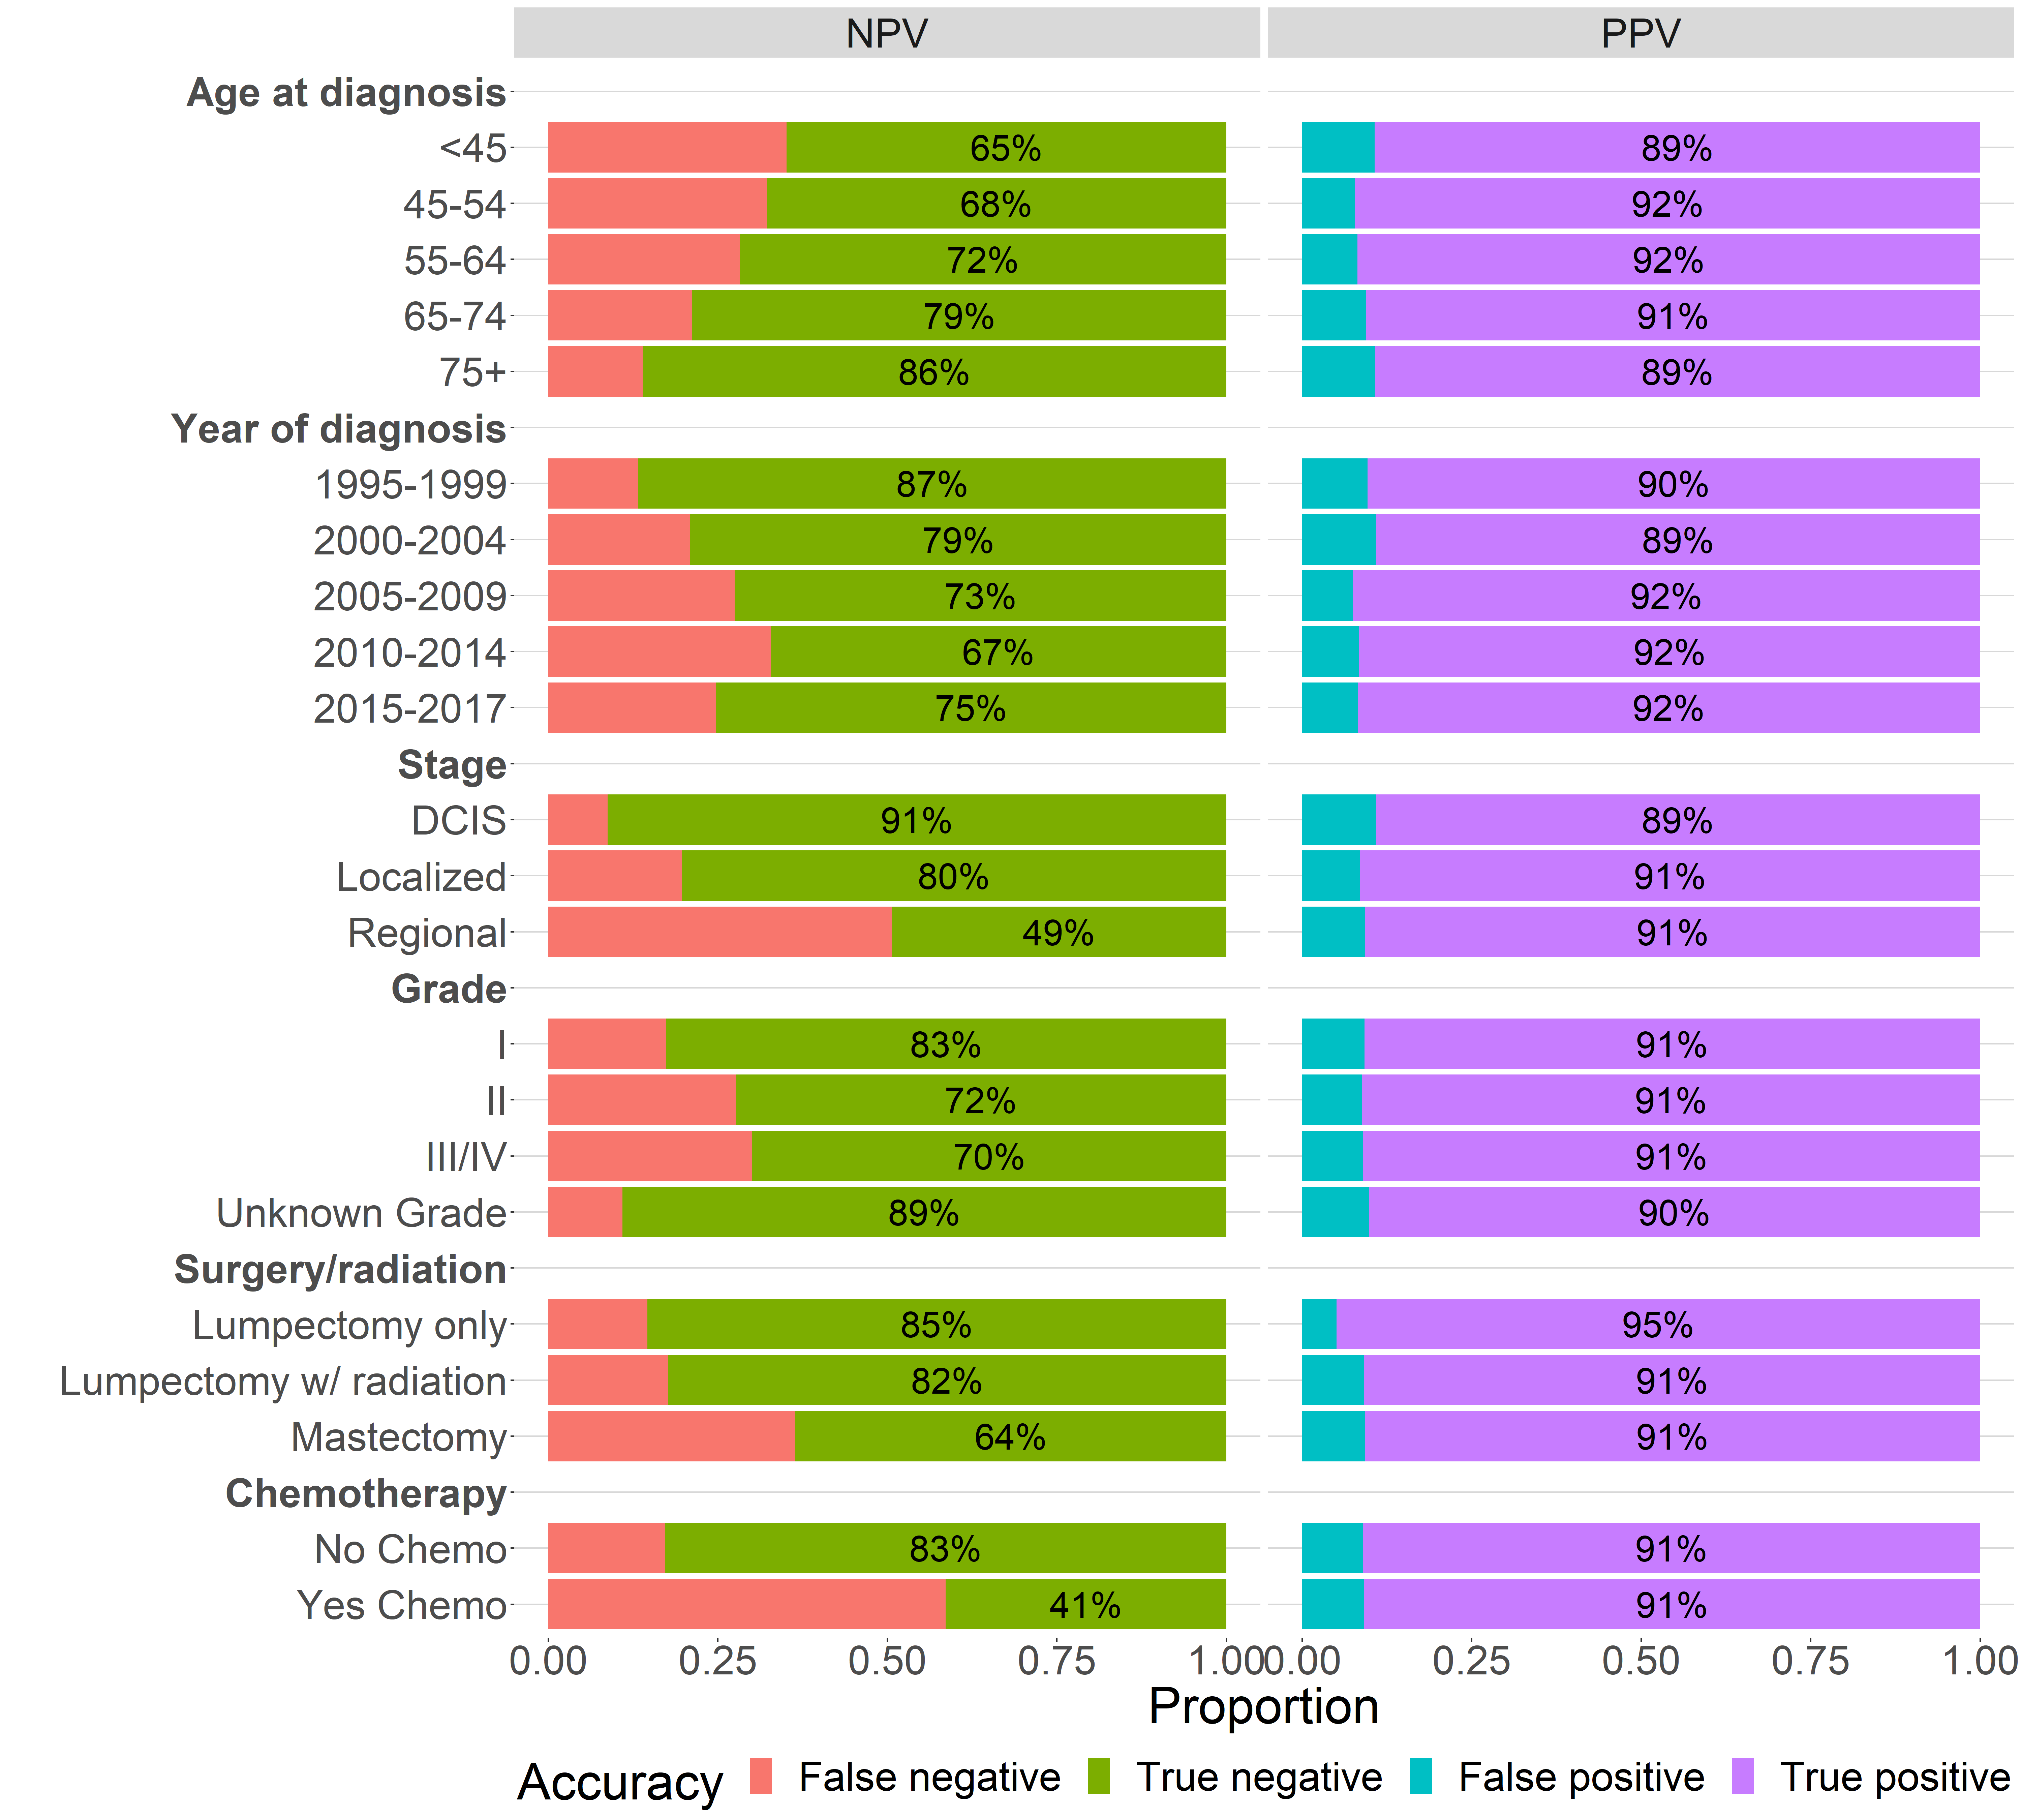 NPV PPV
Age at diagnosis
<45 65% 89%
45-54 68% 92%
55-64 72% 92%
65-74 79% 91%
75+ 86% 89%
Year of diagnosis
1995-1999 87% 90%
2000-2004 79% 89%
2005-2009 73% 92%
2010-2014 67% 92%
2015-2017 75% 92%
Stage
DCIS 91% 89%
Localized 80% 91%
Regional 49% 91%
Grade
I 83% 91%
II 72% 91%
III/IV 70% 91%
Unknown Grade 89% 90%
Surgery/radiation
Lumpectomy only 85% 95%
Lumpectomy w/ radiation 82% 91%
Mastectomy 64% 91%
Chemotherapy
No Chemo 83% 91%
Yes Chemo 41% 91%
0.00 0.25 0.50 0.75 1.00 0.00 0.25 0.50 0.75 1.00
Proportion
Accuracy False negative True negative False positive True positive